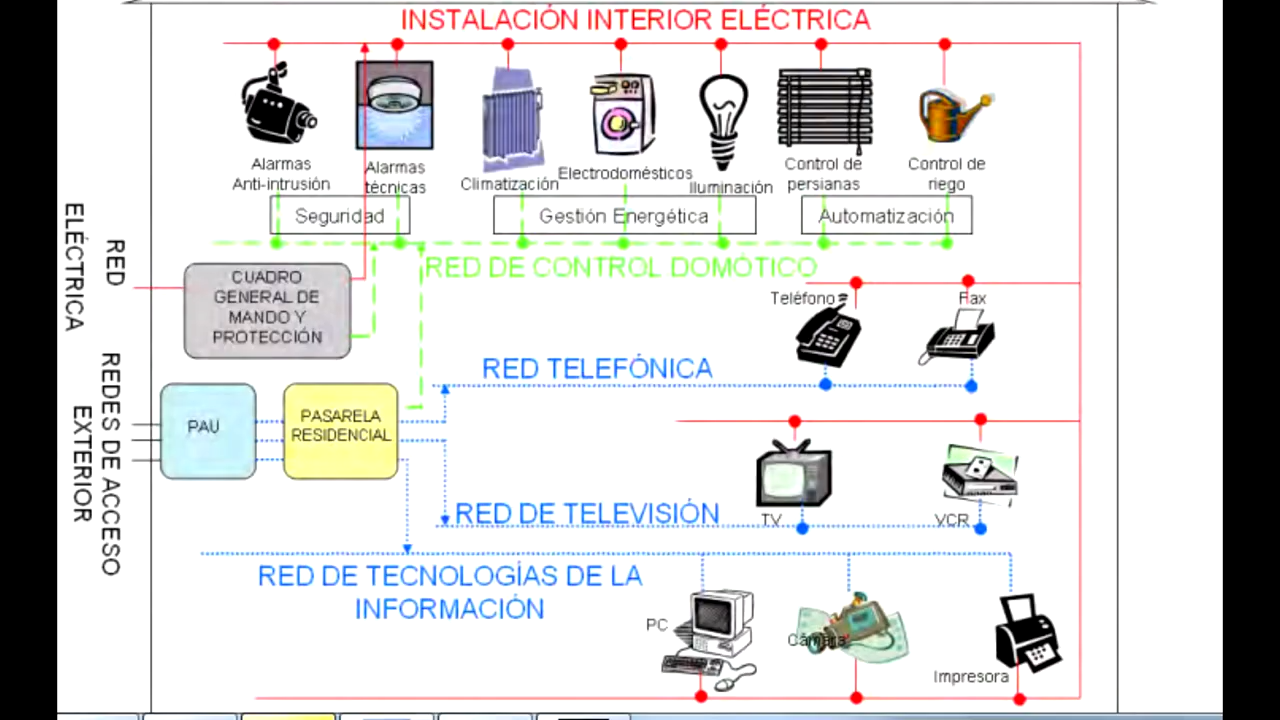 INSTALACIÓN INTERIOR ELÉCTRICA
Alarmas
Anti-intrusión
Alarmas
técnicas
Climatización
Electrodomésticos
Iluminación
Control de
persianas
Control de
riego
Seguridad
Gestión Energética
Automatización
RED DE CONTROL DOMÓTICO
RED
ELÉCTRICA
CUADRO
GENERAL DE
MANDO Y
PROTECCIÓN
Teléfono
Fax
RED TELEFÓNICA
REDES DE ACCESO
EXTERIOR
PAU
PASARELA
RESIDENCIAL
TV
VCR
RED DE TELEVISIÓN
RED DE TECNOLOGÍAS DE LA
INFORMACIÓN
PC
Cámara
Impresora